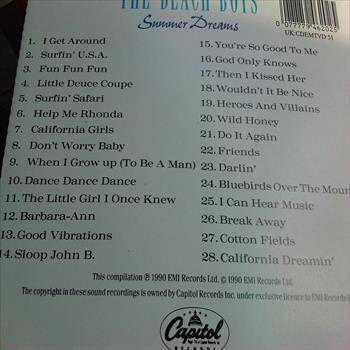 THE BEACH BOYS
Summer Dreams
0 077779 462025
UK:CDEMTVD 51
1. I Get Around
2. Surfin' U.S.A.
3. Fun Fun Fun
4. Little Deuce Coupe
5. Surfin' Safari
6. Help Me Rhonda
7. California Girls
8. Don't Worry Baby
9. When I Grow up (To Be A Man)
10. Dance Dance Dance
11. The Little Girl I Once Knew
12. Barbara-Ann
13. Good Vibrations
14. Sloop John B.
15. You're So Good To Me
16. God Only Knows
17. Then I Kissed Her
18. Wouldn't It Be Nice
19. Heroes And Villains
20. Wild Honey
21. Do It Again
22. Friends
23. Darlin'
24. Bluebirds Over The Moun
25. I Can Hear Music
26. Break Away
27. Cotton Fields
28. California Dreamin'
This compilation ℗ 1990 EMI Records Ltd. © 1990 EMI Records Ltd.
The copyright in these sound recordings is owned by Capitol Records Inc. under exclusive licence to EMI Re
Capitol
RECORDS